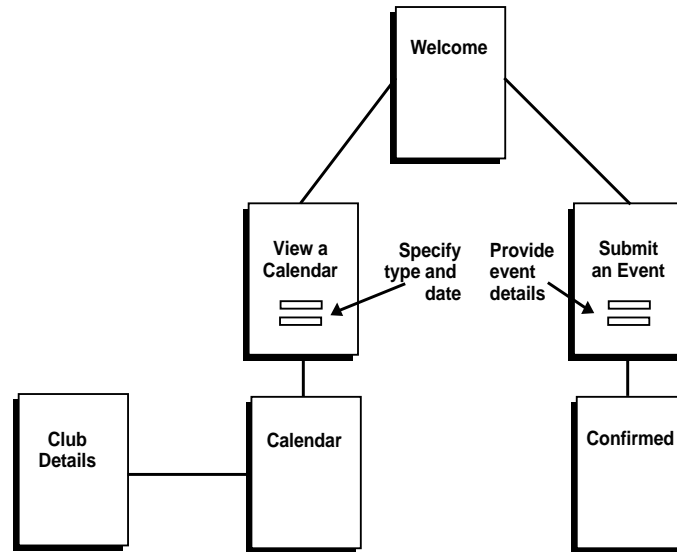 Welcome
View a
Calendar
Specify
type and
date
Provide
event
details
Submit
an Event
Club
Details
Calendar
Confirmed